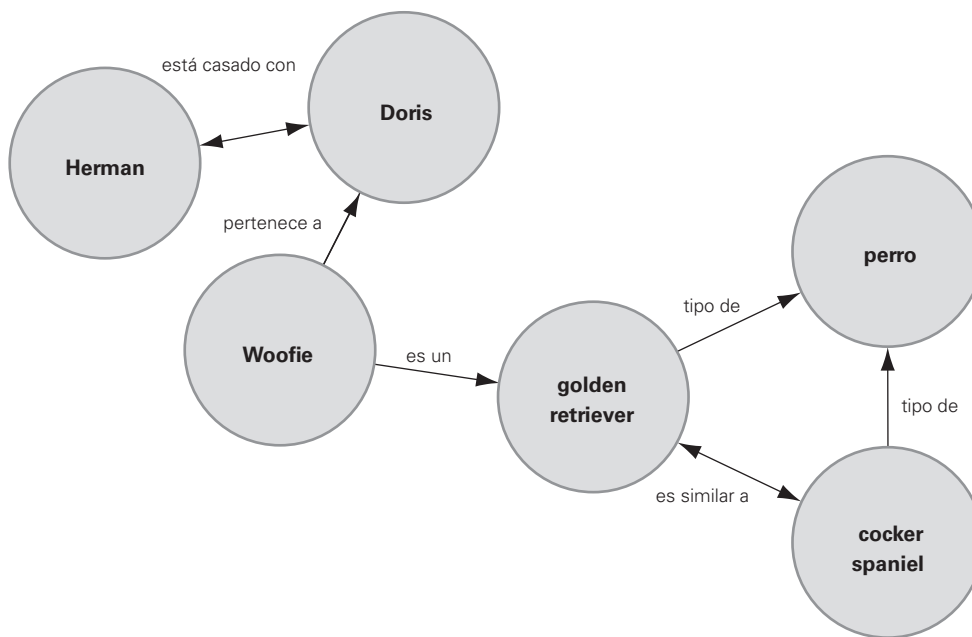 está casado con
Doris
Herman
pertenece a
perro
tipo de
Woofie
es un
golden
retriever
tipo de
es similar a
cocker
spaniel